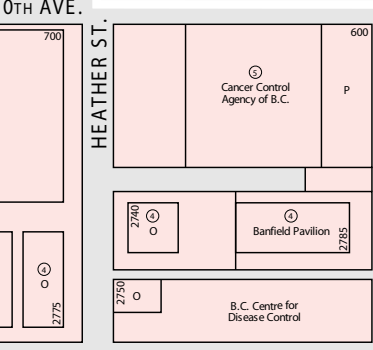 0TH AVE.
700
HEATHER ST.
600
5
Cancer Control
Agency of B.C.
P
2740
4
O
4
Banfield Pavilion
2785
4
O
2775
2750
O
B.C. Centre for
Disease Control